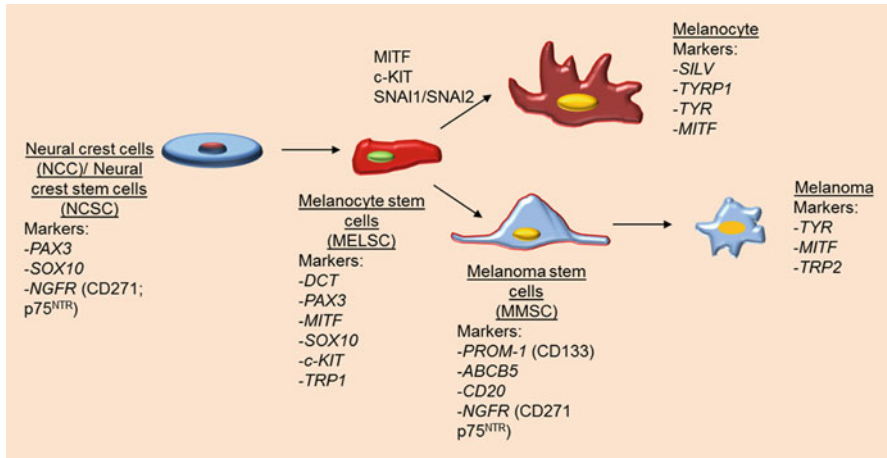 Neural crest cells
(NCC)/ Neural
crest stem cells
(NCSC)
Markers:
-PAX3
-SOX10
-NGFR (CD271;
p75NTR)
MITF
c-KIT
SNAI1/SNAI2
Melanocyte stem
cells
(MELSC)
Markers:
-DCT
-PAX3
-MITF
-SOX10
-c-KIT
-TRP1
Melanocyte
Markers:
-SILV
-TYRP1
-TYR
-MITF
Melanoma stem
cells
(MMSC)
Markers:
-PROM-1 (CD133)
-ABCB5
-CD20
-NGFR (CD271
p75NTR)
Melanoma
Markers:
-TYR
-MITF
-TRP2